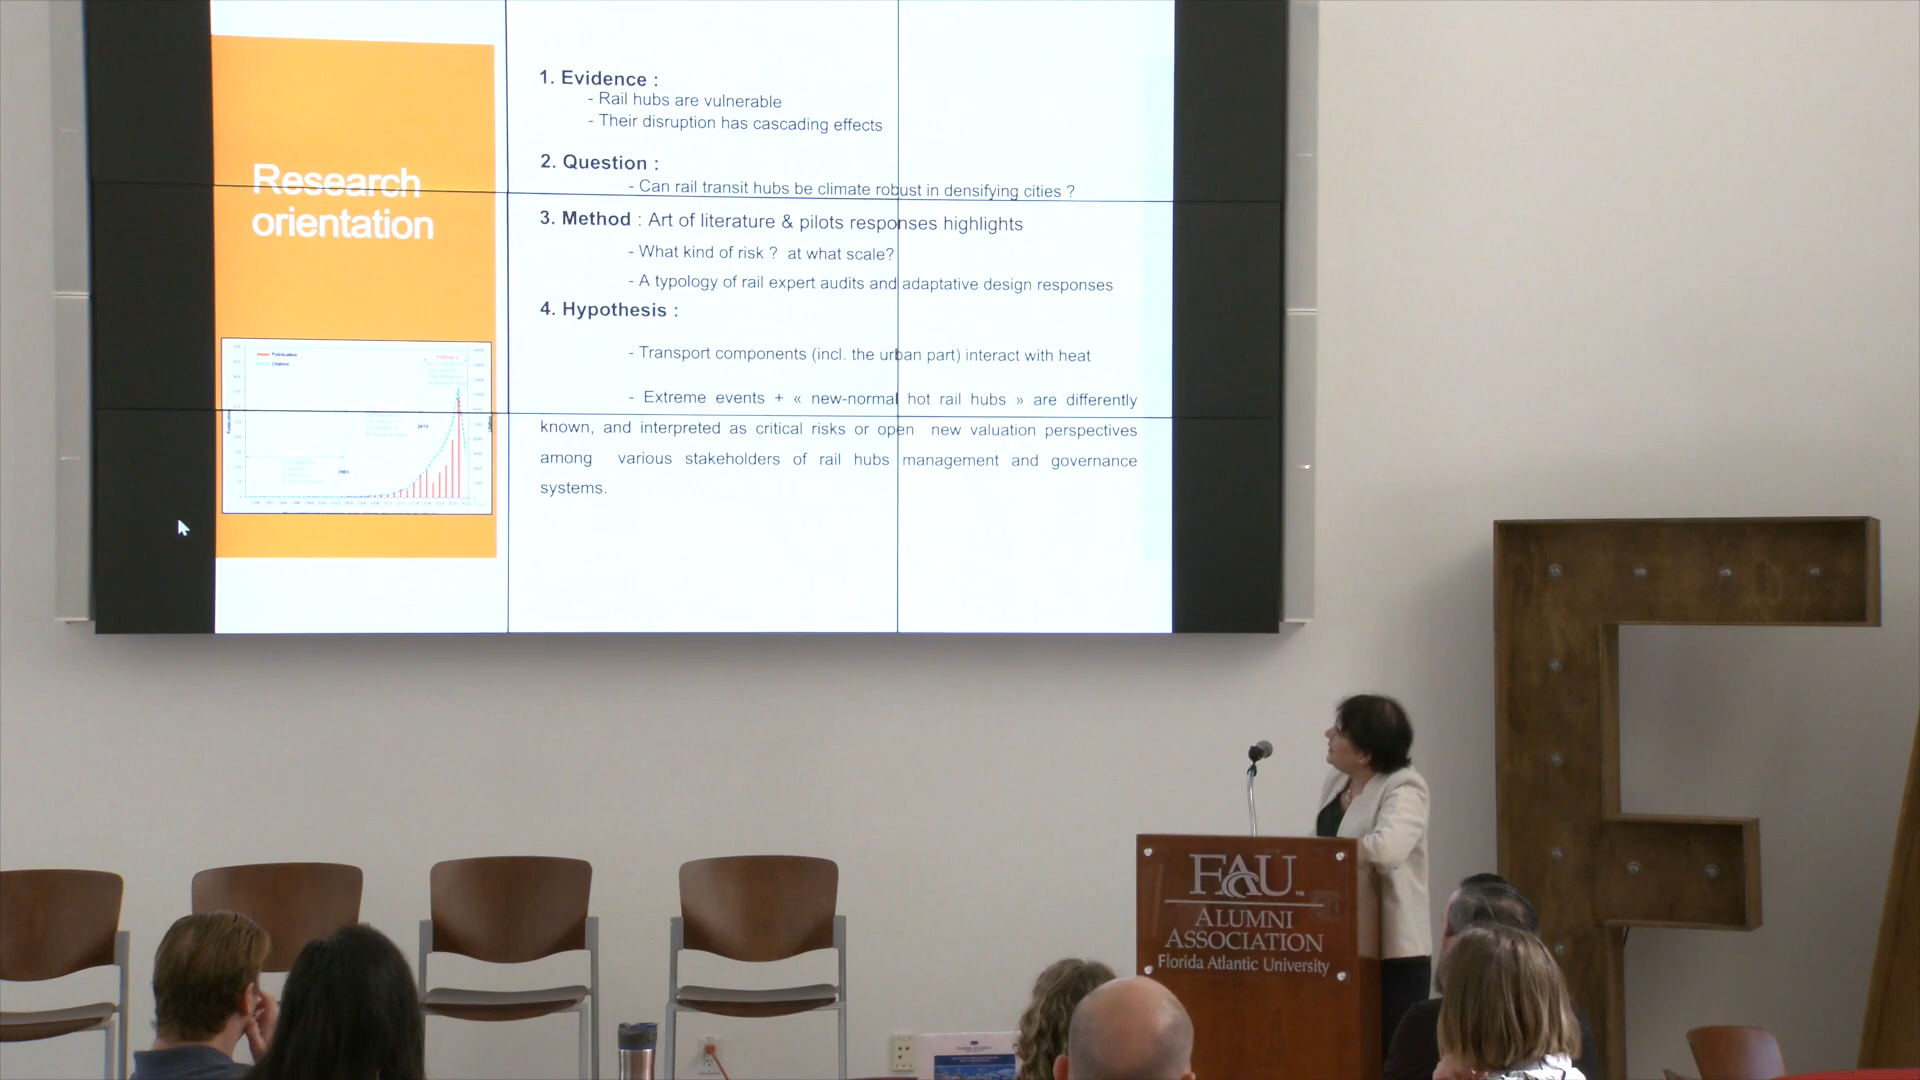 Research
orientation
1. Evidence :
- Rail hubs are vulnerable
- Their disruption has cascading effects
2. Question :
- Can rail transit hubs be climate robust in densifying cities ?
3. Method : Art of literature & pilots responses highlights
- What kind of risk ? at what scale?
- A typology of rail expert audits and adaptative design responses
4. Hypothesis :
- Transport components (incl. the urban part) interact with heat
- Extreme events + « new-normal hot rail hubs » are differently
known, and interpreted as critical risks or open new valuation perspectives
among various stakeholders of rail hubs management and governance
systems.
Publication
Citation
FAU
ALUMNI
ASSOCIATION
Florida Atlantic University